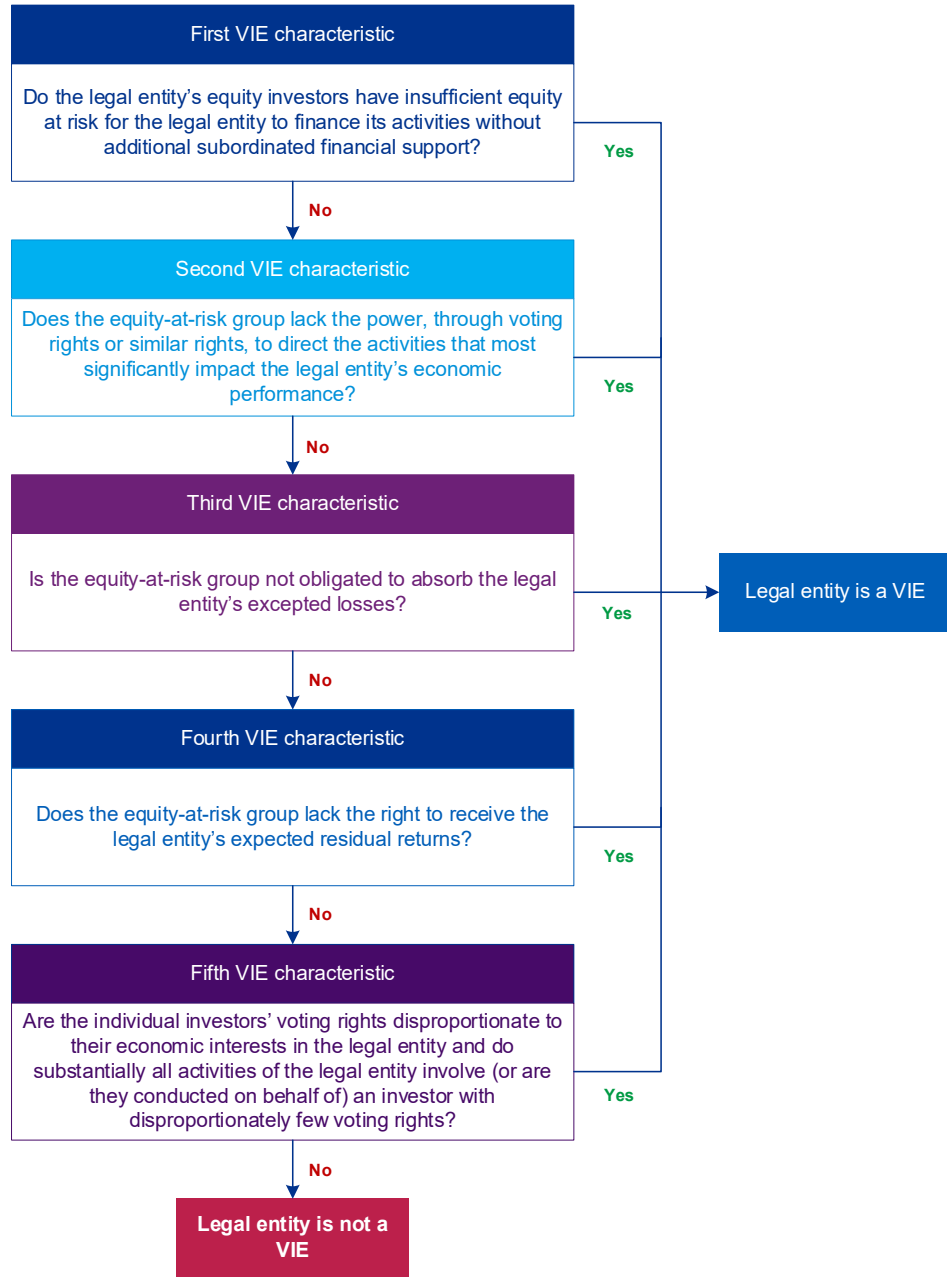 First VIE characteristic
Do the legal entity's equity investors have insufficient equity
at risk for the legal entity to finance its activities without
additional subordinated financial support?
Yes
No
Second VIE characteristic
Does the equity-at-risk group lack the power, through voting
rights or similar rights, to direct the activities that most
significantly impact the legal entity's economic
performance?
Yes
No
Third VIE characteristic
Is the equity-at-risk group not obligated to absorb the legal
entity's excepted losses?
Yes
Legal entity is a VIE
No
Fourth VIE characteristic
Does the equity-at-risk group lack the right to receive the
legal entity's expected residual returns?
Yes
No
Fifth VIE characteristic
Are the individual investors' voting rights disproportionate to
their economic interests in the legal entity and do
substantially all activities of the legal entity involve (or are
they conducted on behalf of) an investor with
disproportionately few voting rights?
Yes
No
Legal entity is not a
VIE